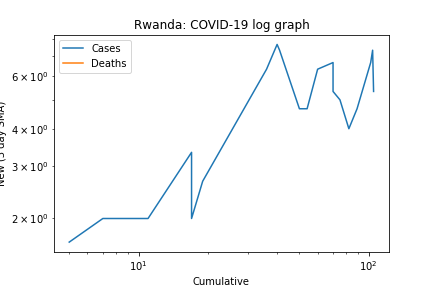 Rwanda: COVID-19 log graph
Cases
Deaths
6 × 10⁰
4 × 10⁰
3 × 10⁰
2 × 10⁰
New (3 day SMA)
10¹
10²
Cumulative